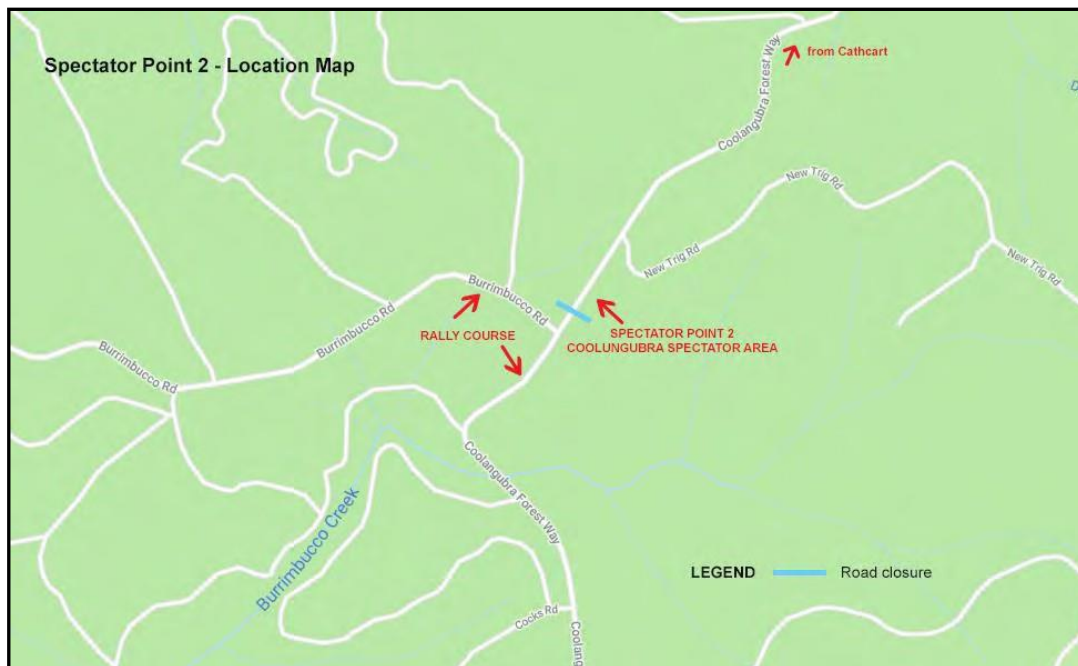 Spectator Point 2 - Location Map
from Cathcart
Coolangubra Forest Way
D
New Trig Rd
New Trig Rd
New Trig Rd
Burrimbucco Rd
RALLY COURSE
SPECTATOR POINT 2
COOLUNGUBRA SPECTATOR AREA
Burrimbucco Rd
Burrimbucco Rd
Coolangubra Forest Way
Burrimbucco Creek
LEGEND Road closure
Cocks Rd
Coolang